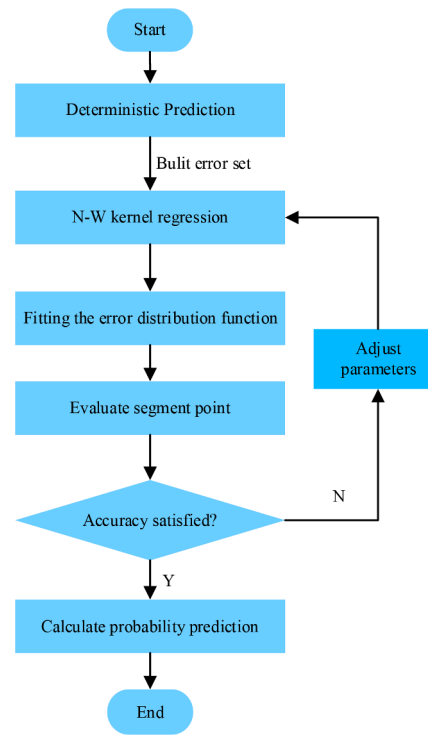 Start
Deterministic Prediction
Bulit error set
N-W kernel regression
Fitting the error distribution function
Adjust
parameters
Evaluate segment point
Accuracy satisfied?
N
Y
Calculate probability prediction
End